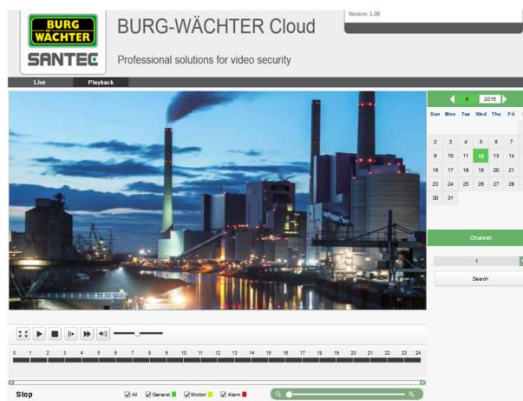 BURG
WÄCHTER
SANTEC
BURG-WÄCHTER Cloud
Professional solutions for video security
Version: 1.00
Live Playback
2015
Sun Mon Tue Wed Thu Fri
2 3 4 5 6 7
9 10 11 12 13 14
16 17 18 19 20 21
23 24 25 26 27 28
30 31
Channel
1
Search
0 1 2 3 4 5 6 7 8 9 10 11 12 13 14 15 16 17 18 19 20 21 22 23 24
Stop All General Motion Alarm